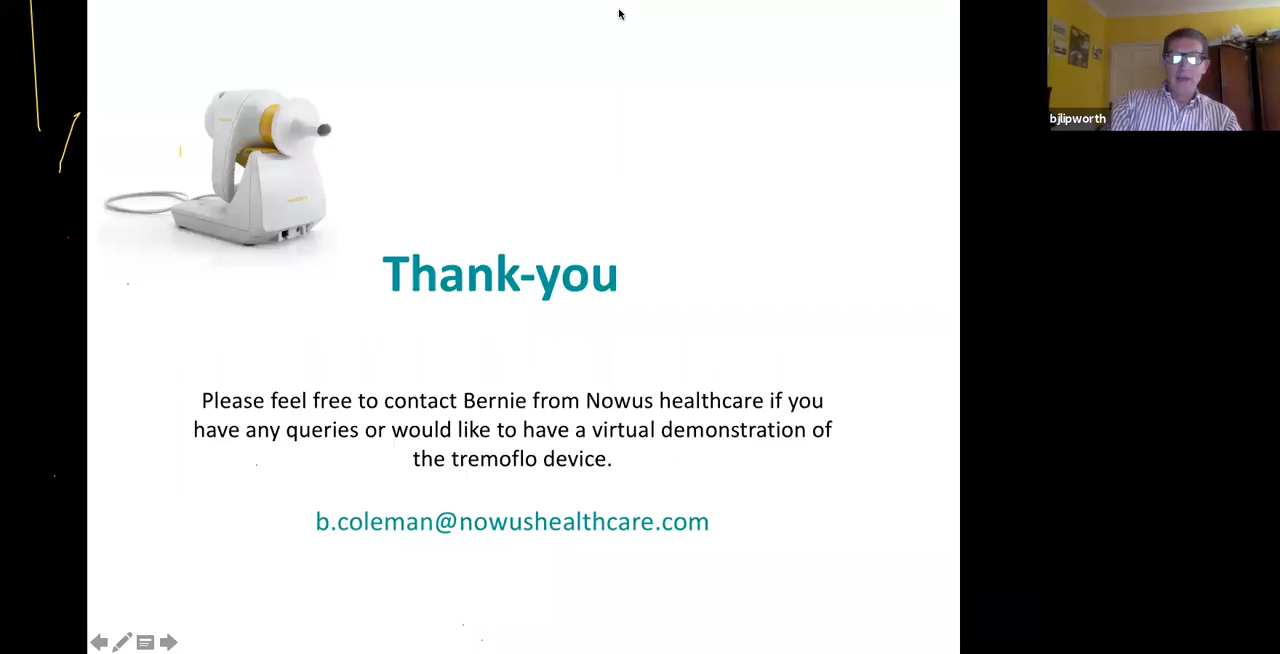 bjlipworth
Thank-you
Please feel free to contact Bernie from Nowus healthcare if you
have any queries or would like to have a virtual demonstration of
the tremoflo device.
b.coleman@nowushealthcare.com